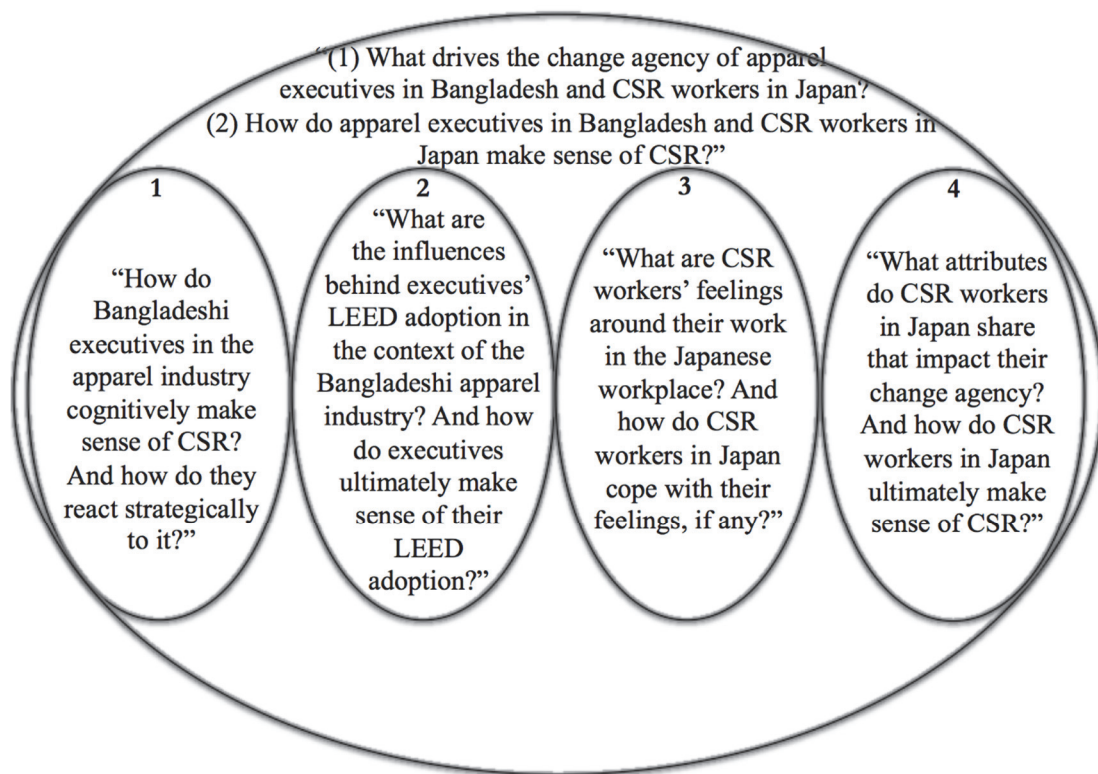 “(1) What drives the change agency of apparel
executives in Bangladesh and CSR workers in Japan?
(2) How do apparel executives in Bangladesh and CSR workers in
Japan make sense of CSR?”
1
“How do
Bangladeshi
executives in the
apparel industry
cognitively make
sense of CSR?
And how do they
react strategically
to it?”
2
“What are
the influences
behind executives’
LEED adoption in
the context of the
Bangladeshi apparel
industry? And how
do executives
ultimately make
sense of their
LEED
adoption?”
3
“What are CSR
workers’ feelings
around their work
in the Japanese
workplace? And
how do CSR
workers in Japan
cope with their
feelings, if any?”
4
“What attributes
do CSR workers
in Japan share
that impact their
change agency?
And how do CSR
workers in Japan
ultimately make
sense of CSR?”